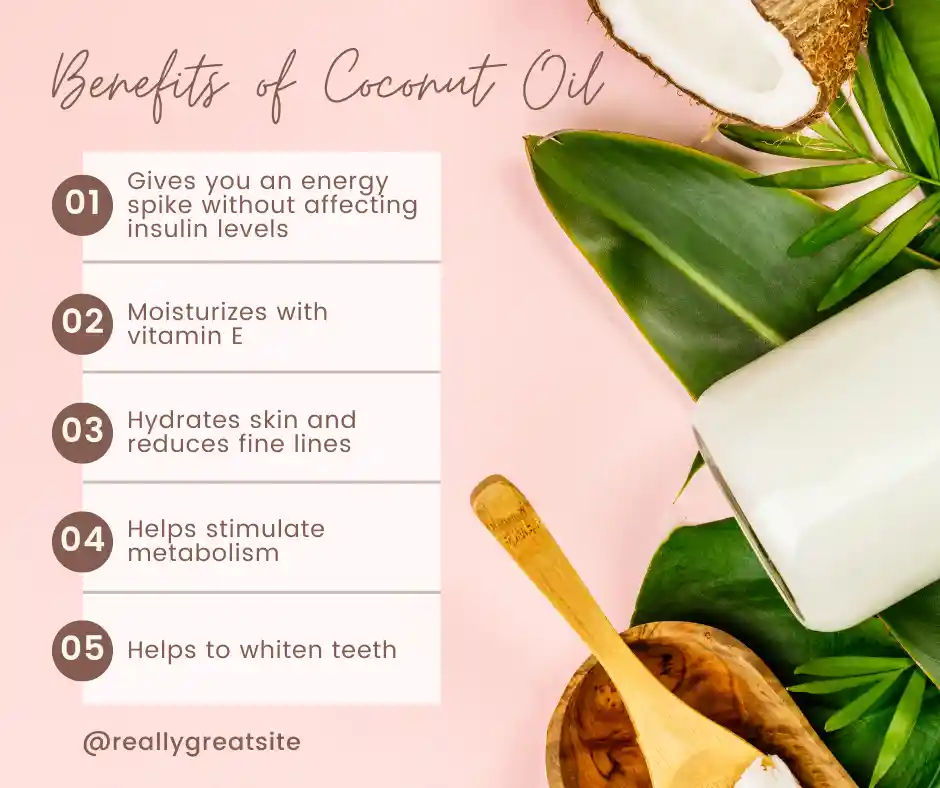 Benefits of Coconut Oil
01
Gives you an energy
spike without affecting
insulin levels
02
Moisturizes with
vitamin E
03
Hydrates skin and
reduces fine lines
04
Helps stimulate
metabolism
05
Helps to whiten teeth
@reallygreatsite